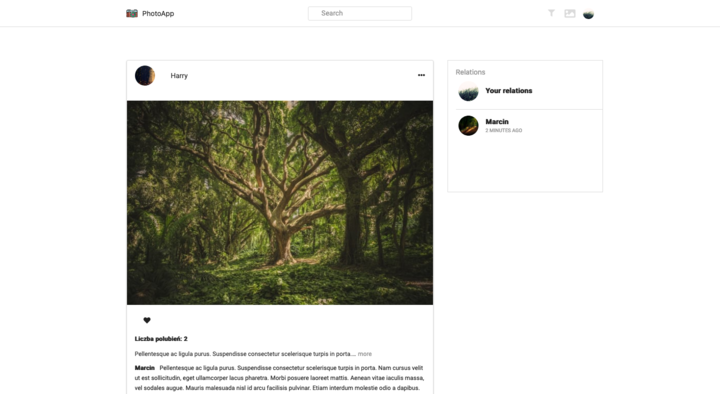 PhotoApp
Search
Harry
Relations
Your relations
Marcin
2 MINUTES AGO
Liczba polubień: 2
Pellentesque ac ligula purus. Suspendisse consectetur scelerisque turpis in porta.... more
Marcin Pellentesque ac ligula purus. Suspendisse consectetur scelerisque turpis in porta. Nam cursus velit
ut est sollicitudin, eget ullamcorper lacus pharetra. Morbi posuere laoreet mattis. Aenean vitae iaculis massa,
vel sodales augue. Mauris malesuada nisl id arcu facilisis pulvinar. Etiam interdum molestie odio a dapibus.